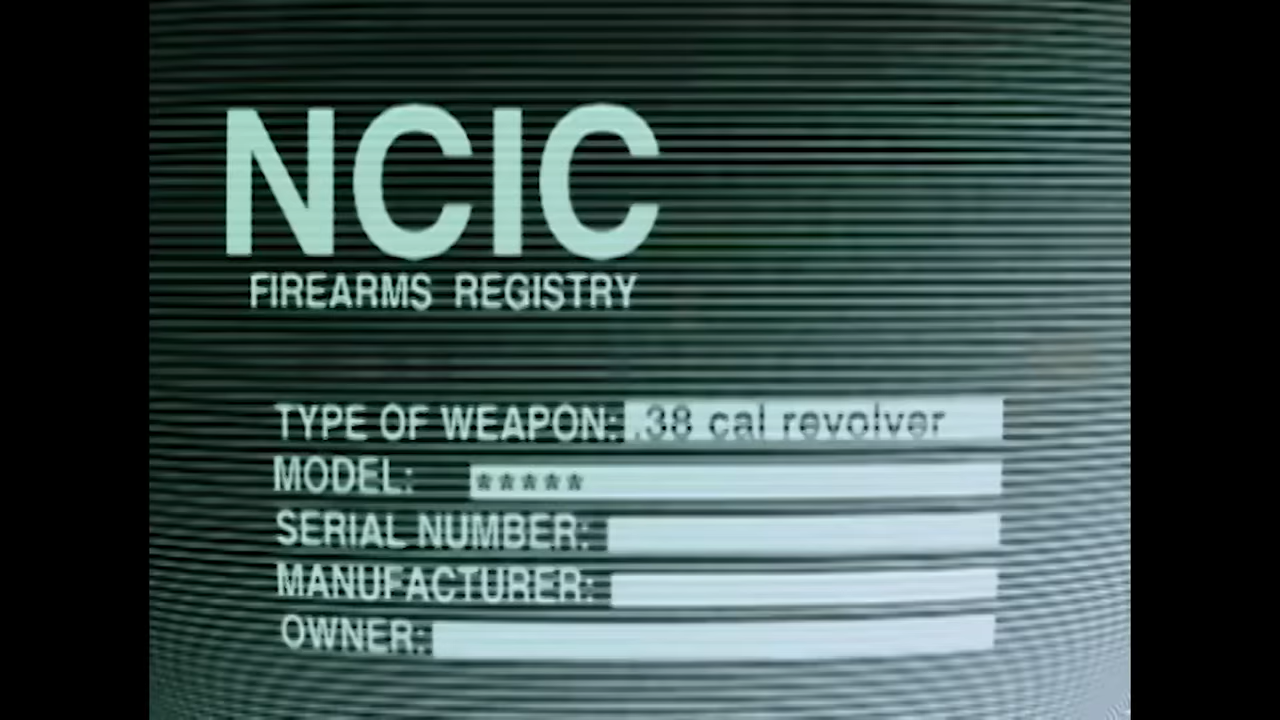 NCIC
FIREARMS REGISTRY
TYPE OF WEAPON: .38 cal revolver
MODEL: *****
SERIAL NUMBER:
MANUFACTURER:
OWNER: